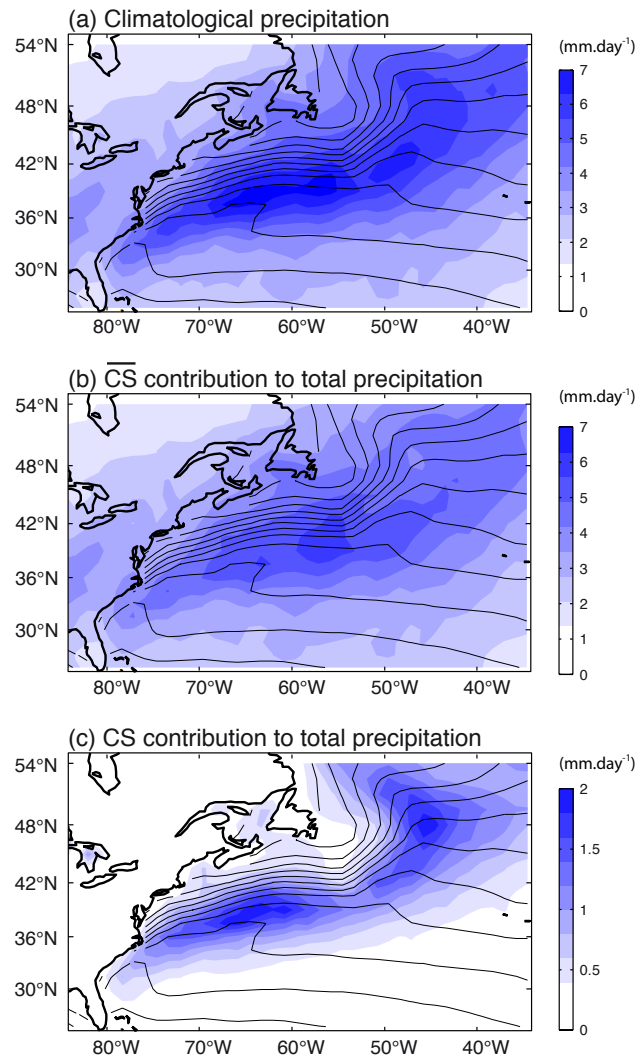 (a) Climatológical precipitation
(mm.day⁻¹)
54°N
48°N
42°N
36°N
30°N
80°W 70°W 60°W 50°W 40°W
7
6
5
4
3
2
1
0
(b) C̅S̅ contribution to total precipitation
(mm.day⁻¹)
54°N
48°N
42°N
36°N
30°N
80°W 70°W 60°W 50°W 40°W
7
6
5
4
3
2
1
0
(c) CS contribution to total precipitation
(mm.day⁻¹)
54°N
48°N
42°N
36°N
30°N
80°W 70°W 60°W 50°W 40°W
2
1.5
1
0.5
0